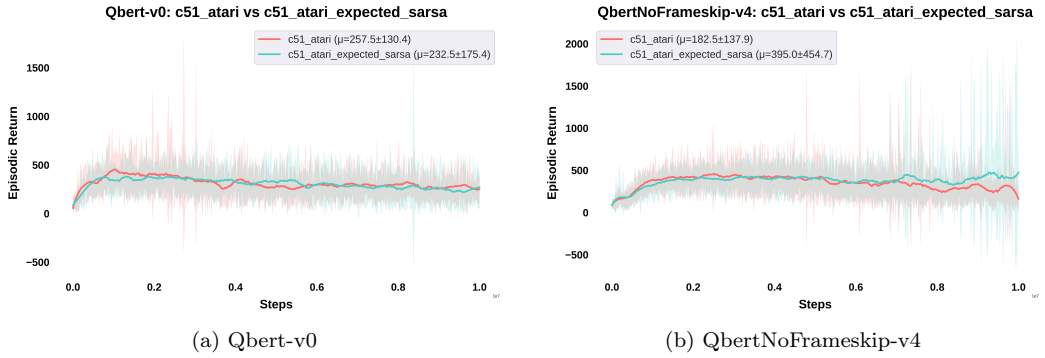 Qbert-v0: c51_atari vs c51_atari_expected_sarsa
c51_atari (μ=257.5±130.4)
c51_atari_expected_sarsa (μ=232.5±175.4)
Episodic Return
1500
1000
500
0
−500
0.0 0.2 0.4 0.6 0.8 1.0
1e7
Steps
(a) Qbert-v0
QbertNoFrameskip-v4: c51_atari vs c51_atari_expected_sarsa
c51_atari (μ=182.5±137.9)
c51_atari_expected_sarsa (μ=395.0±454.7)
Episodic Return
2000
1500
1000
500
0
−500
0.0 0.2 0.4 0.6 0.8 1.0
1e7
Steps
(b) QbertNoFrameskip-v4